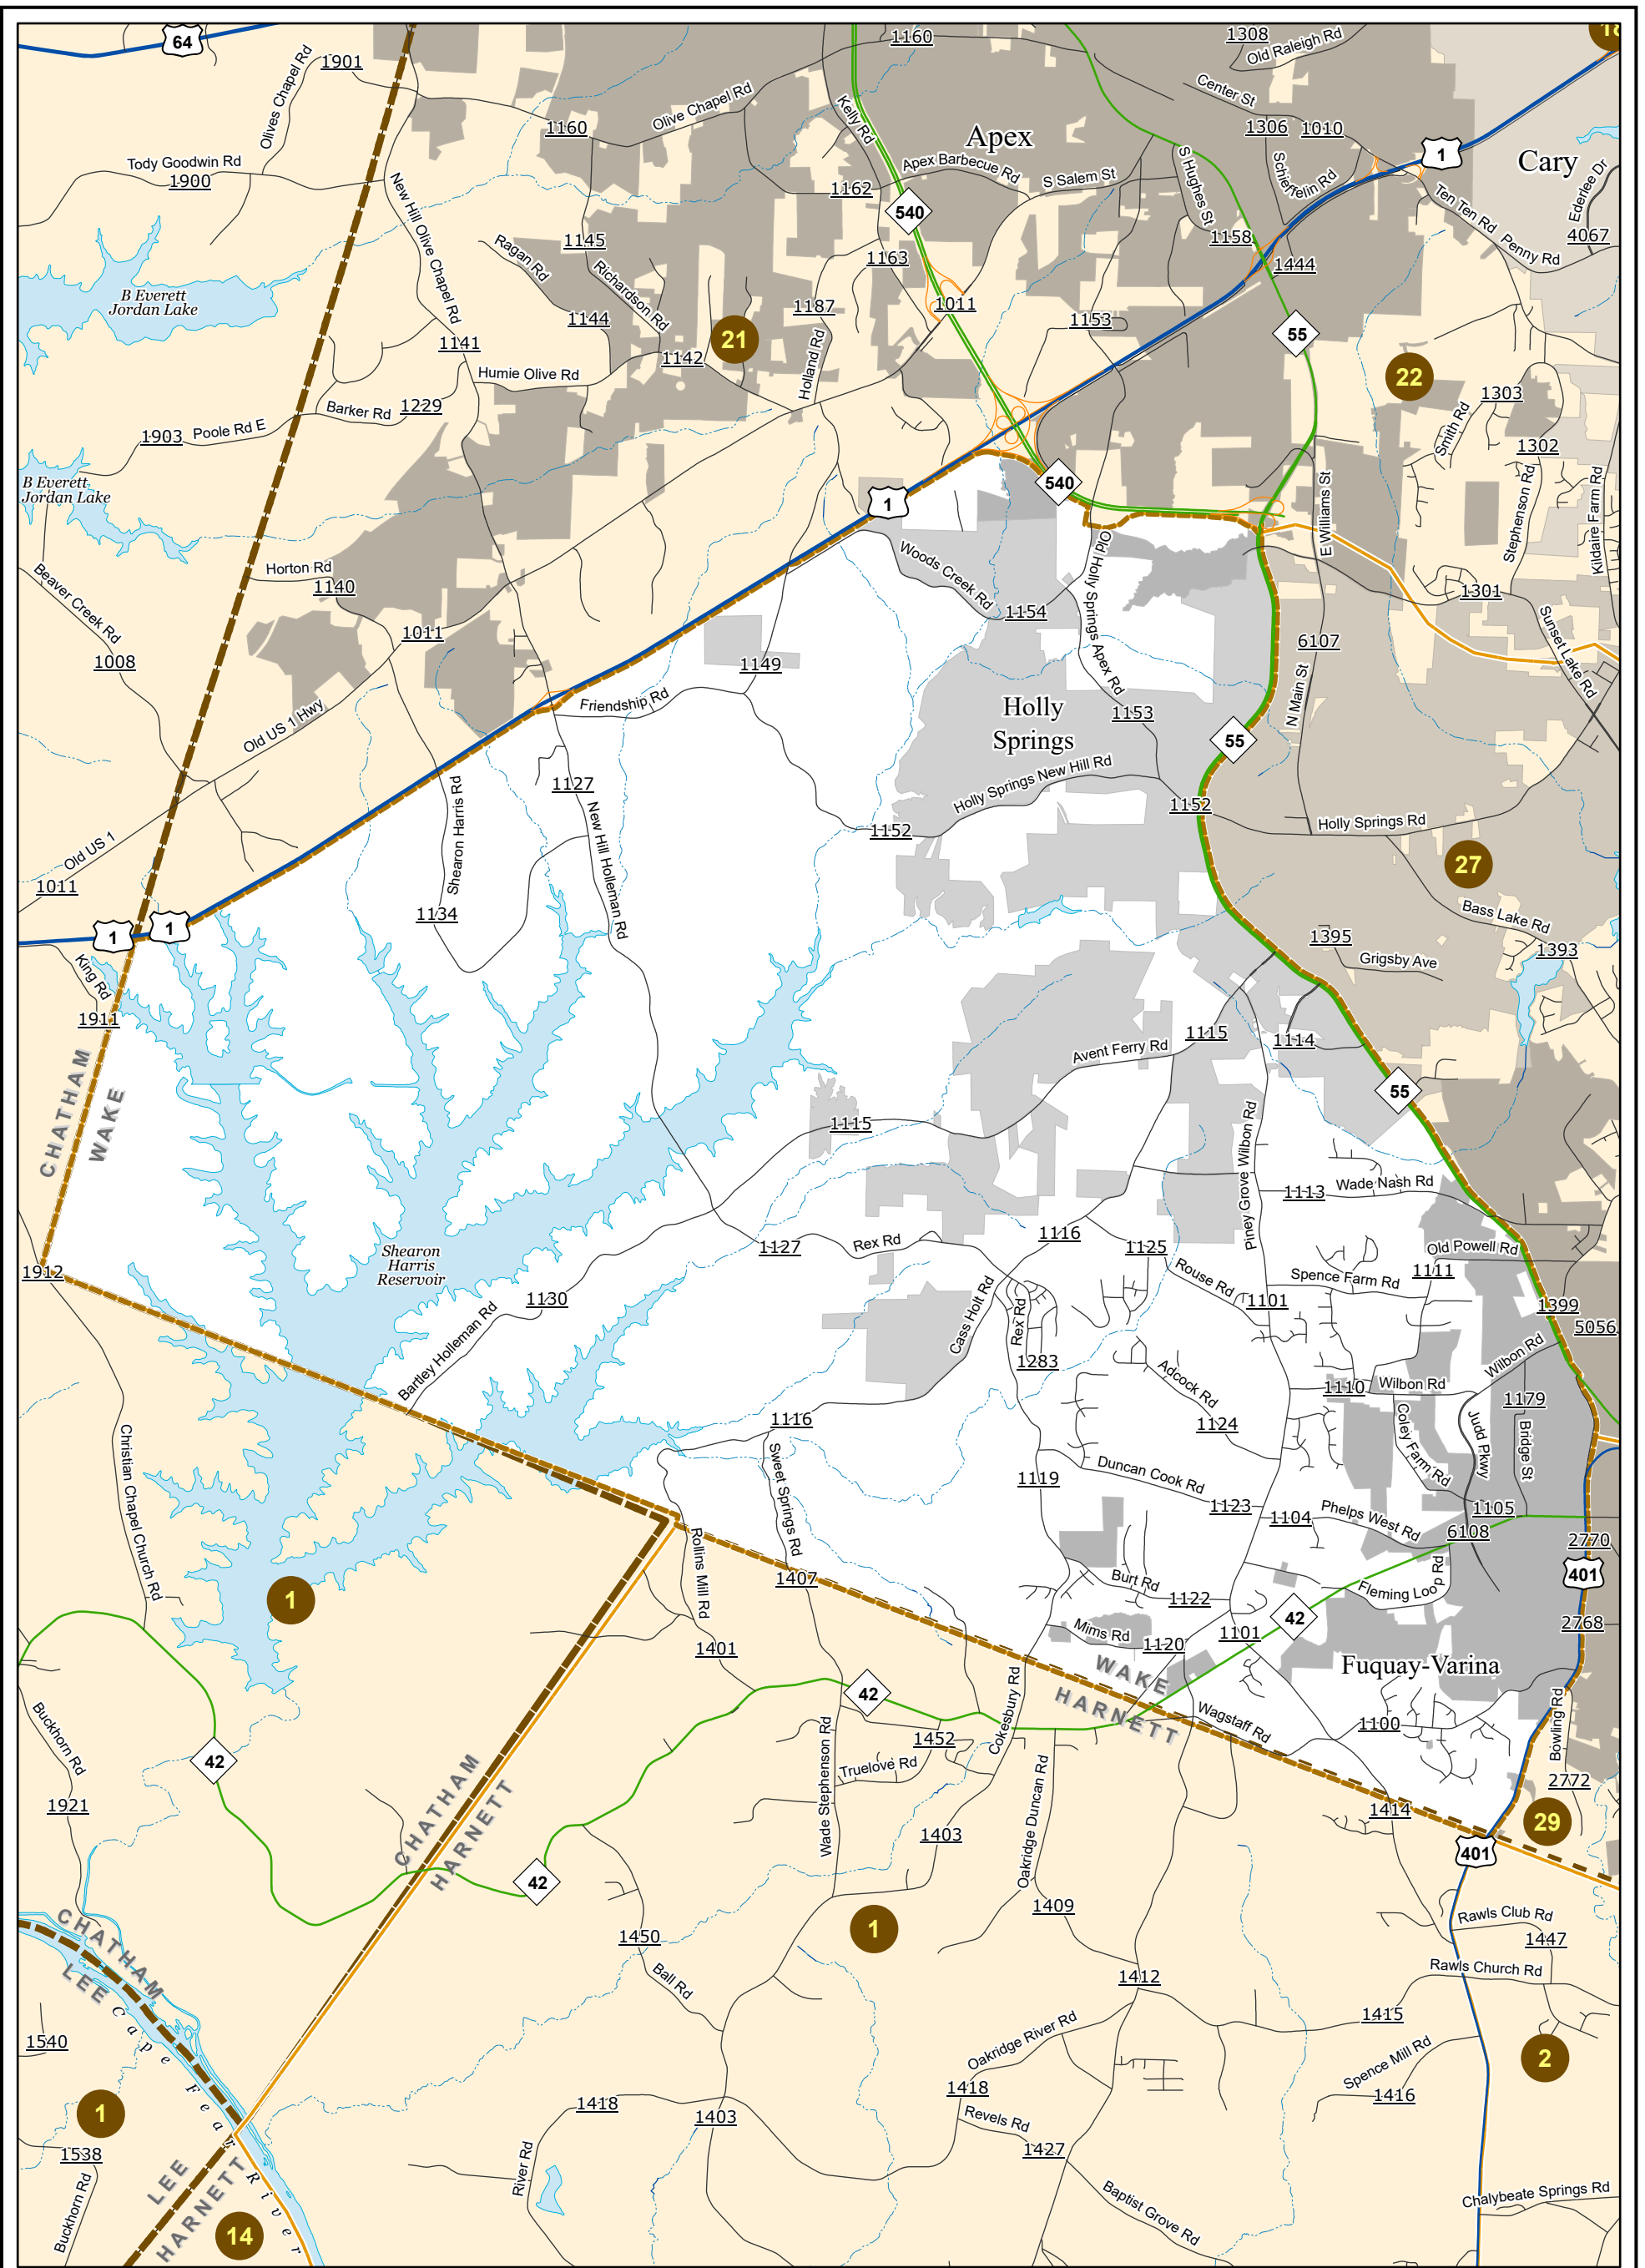 64
1901
Olives Chapel Rd
1160
1308
Old Raleigh Rd
Center St
Olive Chapel Rd
Kelly Rd
1160
Apex
1306
1010
1
Cary
Tody Goodwin Rd
1900
New Hill Olive Chapel Rd
1162
Apex Barbecue Rd
S Salem St
S Hughes St
Schieffelin Rd
Ten Ten Rd
Penny Rd
Ederlee Dr
4067
540
1158
1444
Ragan Rd
1145
Richardson Rd
1163
1011
B Everett
Jordan Lake
1144
1187
1153
55
1141
21
1142
Holland Rd
22
Humie Olive Rd
Barker Rd
1229
1303
Smith Rd
1903
Poole Rd E
1302
B Everett
Jordan Lake
540
1
E Williams St
Stephenson Rd
Kildaire Farm Rd
Woods Creek Rd
Old Holly Springs Apex Rd
Horton Rd
1140
Beaver Creek Rd
1154
1301
1011
6107
Sunset Lake Rd
1008
1149
Friendship Rd
Holly
Springs
N Main St
Old US 1 Hwy
1153
55
Holly Springs New Hill Rd
1127
Shearon Harris Rd
New Hill Holleman Rd
1152
1152
Holly Springs Rd
Old US 1
27
1011
1134
Bass Lake Rd
1
1
1395
1393
Grigsby Ave
King Rd
1911
1115
1114
Avent Ferry Rd
CHATHAM
WAKE
55
1115
Piney Grove Wilbon Rd
Wade Nash Rd
1113
Shearon
Harris
Reservoir
1127
Rex Rd
1116
1125
Old Powell Rd
1111
1912
Rouse Rd
Spence Farm Rd
1130
1101
1399
Bartley Holleman Rd
Cass Holt Rd
Rex Rd
5056
1283
Wilbon Rd
Adcock Rd
1110
Wilbon Rd
1179
1116
1124
Coley Farm Rd
Judd Pkwy
Bridge St
Christian Chapel Church Rd
Sweet Springs Rd
1119
Duncan Cook Rd
1123
1104
Phelps West Rd
1105
6108
2770
Rollins Mill Rd
1407
Burt Rd
1122
Fleming Loop Rd
401
1
42
Mims Rd
1120
1101
2768
1401
WAKE
HARNETT
Fuquay-Varina
42
Cokesbury Rd
Wagstaff Rd
1100
Bowling Rd
Buckhorn Rd
42
Wade Stephenson Rd
1452
Truelove Rd
Oakridge Duncan Rd
2772
1921
CHATHAM
HARNETT
1403
1414
29
401
42
CHATHAM
LEE
1
1409
Rawls Club Rd
1447
1450
Rawls Church Rd
Ball Rd
1412
1415
1540
Cape Fear River
Oakridge River Rd
Spence Mill Rd
2
1418
1416
1
1418
1403
Revels Rd
1427
1538
LEE
HARNETT
River Rd
Baptist Grove Rd
Chalybeate Springs Rd
Buckhorn Rd
14